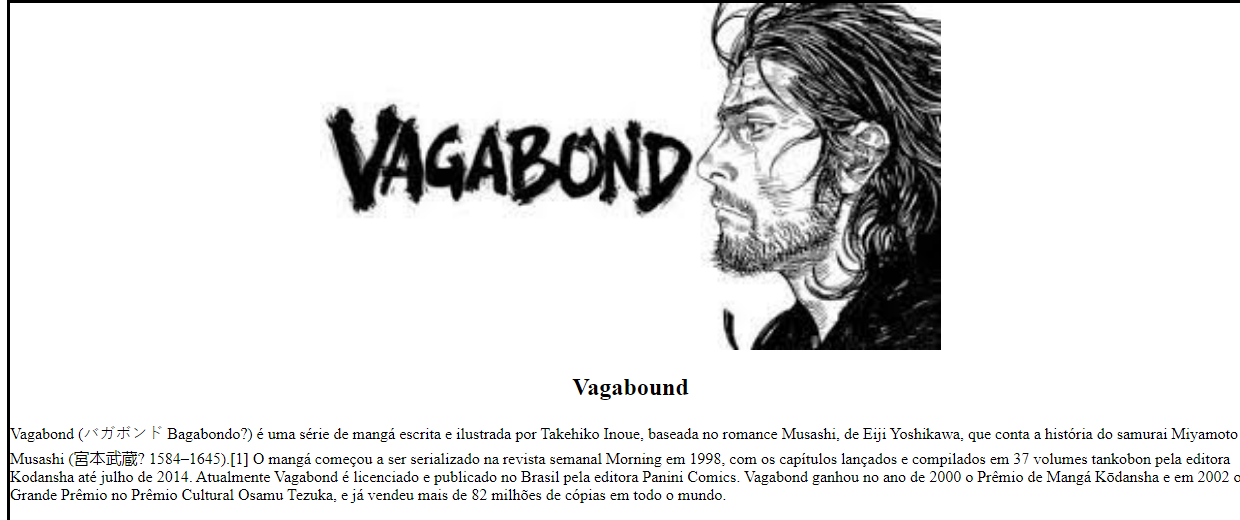 VAGABOND
Vagabound
Vagabond (バガボンド Bagabondo?) é uma série de mangá escrita e ilustrada por Takehiko Inoue, baseada no romance Musashi, de Eiji Yoshikawa, que conta a história do samurai Miyamoto
Musashi (宮本武蔵? 1584–1645).[1] O mangá começou a ser serializado na revista semanal Morning em 1998, com os capítulos lançados e compilados em 37 volumes tankobon pela editora
Kodansha até julho de 2014. Atualmente Vagabond é licenciado e publicado no Brasil pela editora Panini Comics. Vagabond ganhou no ano de 2000 o Prêmio de Mangá Kōdansha e em 2002 o
Grande Prêmio no Prêmio Cultural Osamu Tezuka, e já vendeu mais de 82 milhões de cópias em todo o mundo.